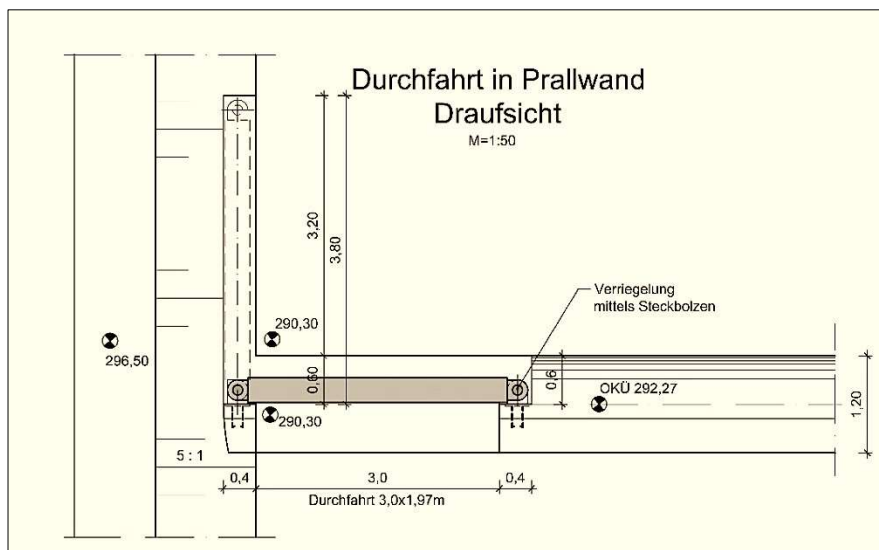 Durchfahrt in Prallwand
Draufsicht
M=1:50
3,20
3,80
Verriegelung
mittels Steckbolzen
290,30
296,50
0,60
0,6
OKÜ 292,27
1,20
290,30
5 : 1
0,4
3,0
0,4
Durchfahrt 3,0x1,97m